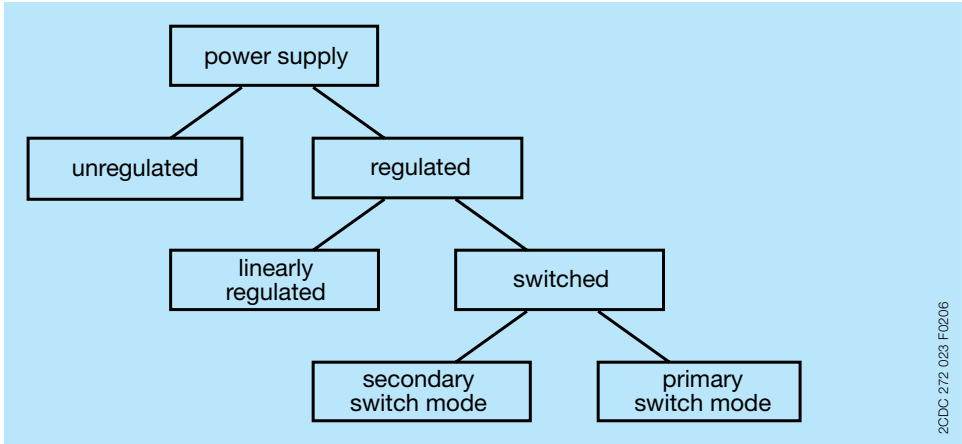 power supply
unregulated
regulated
linearly
regulated
switched
secondary
switch mode
primary
switch mode
2CDC 272 023 F0206